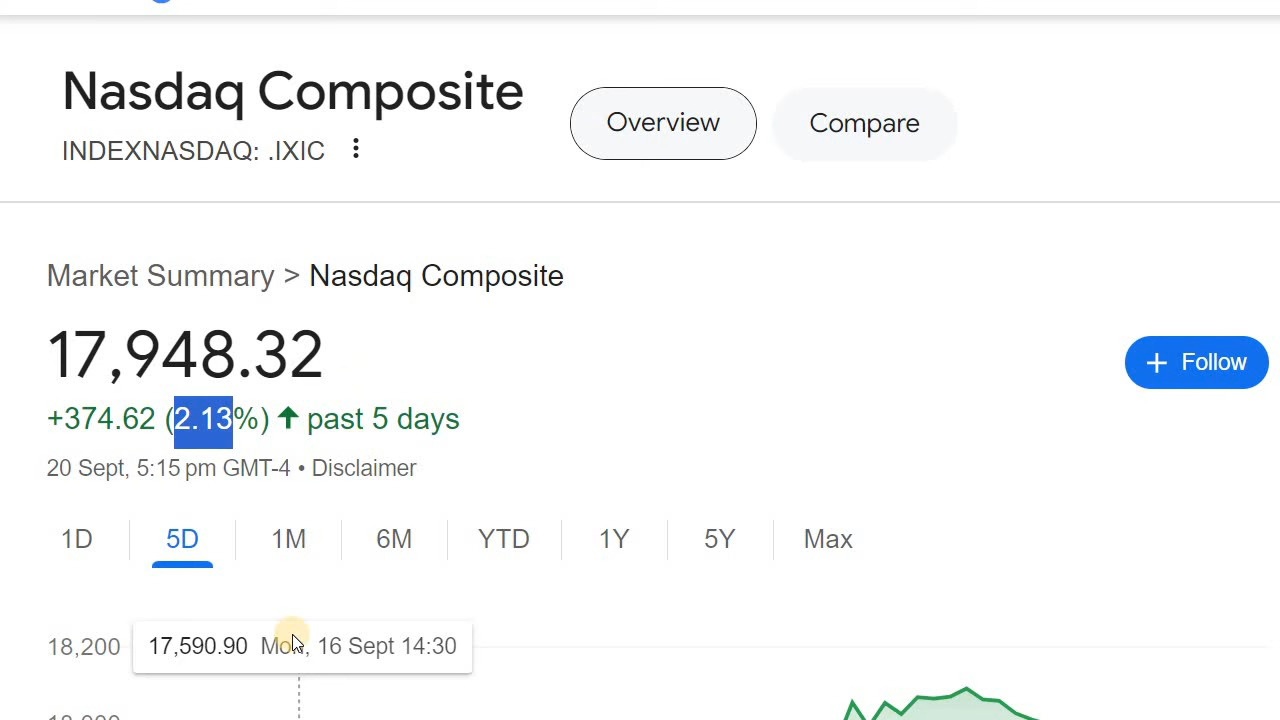 Nasdaq Composite
INDEXNASDAQ: .IXIC
Overview
Compare
Market Summary > Nasdaq Composite
17,948.32
+374.62 (2.13%) ↑ past 5 days
20 Sept, 5:15 pm GMT-4 • Disclaimer
+ Follow
1D 5D 1M 6M YTD 1Y 5Y Max
18,200
17,590.90 Mon, 16 Sept 14:30